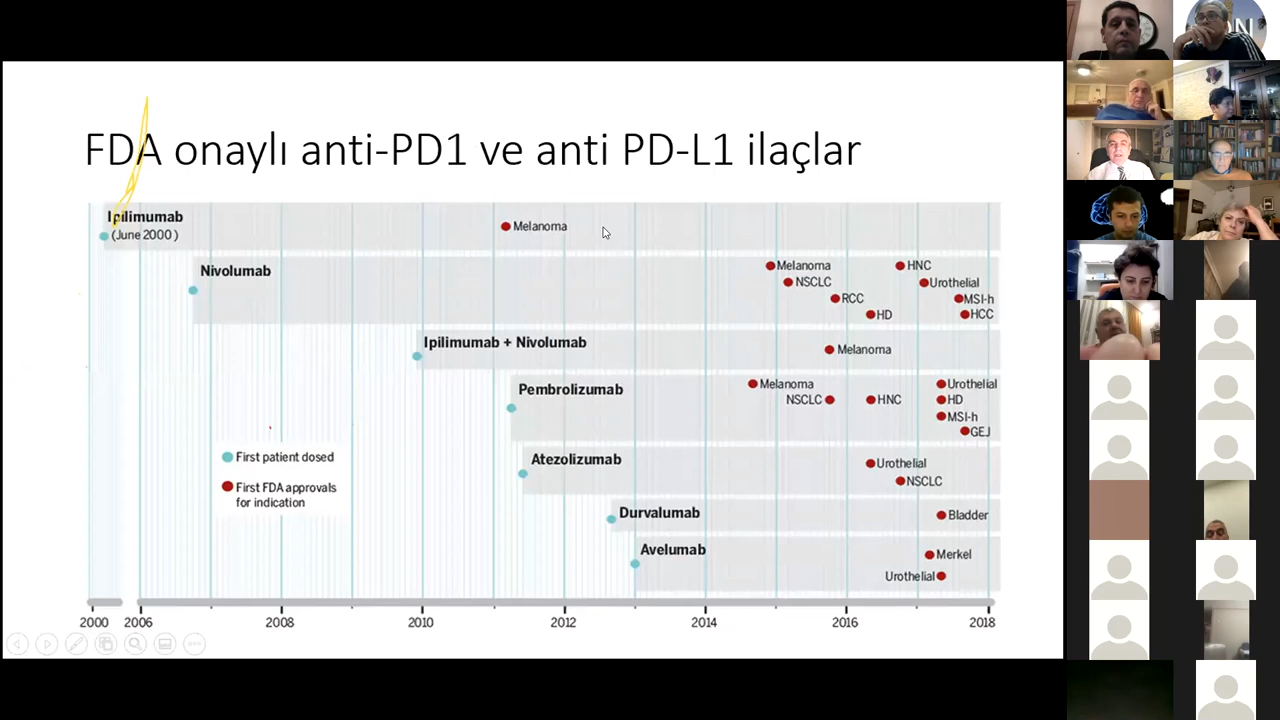 FDA onaylı anti-PD1 ve anti PD-L1 ilaçlar
Ipilimumab
(June 2000 )
Melanoma
Nivolumab
Melanoma
HNC
NSCLC
Urothelial
RCC
MSI-h
HD
HCC
Ipilimumab + Nivolumab
Melanoma
Pembrolizumab
Melanoma
Urothelial
NSCLC
HNC
HD
MSI-h
GEJ
First patient dosed
First FDA approvals
for indication
Atezolizumab
Urothelial
NSCLC
Durvalumab
Bladder
Avelumab
Merkel
Urothelial
2000 2006 2008 2010 2012 2014 2016 2018